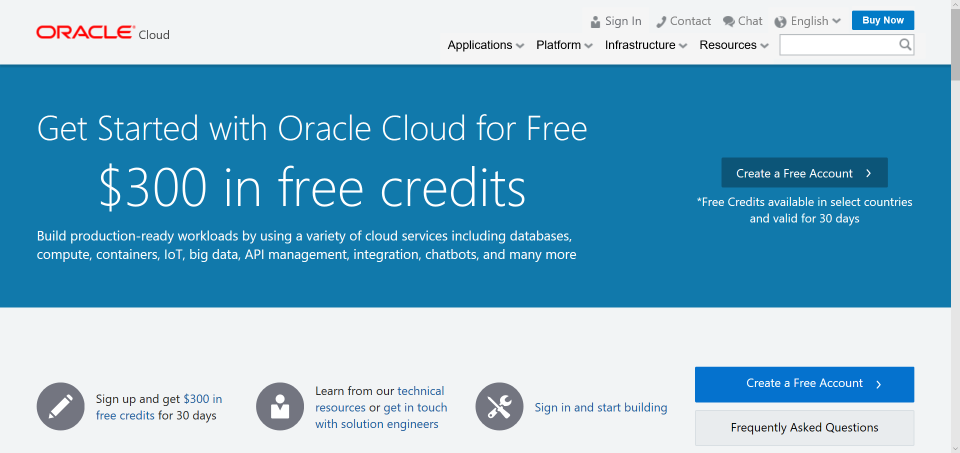 ORACLE Cloud
Sign In Contact Chat English Buy Now
Applications Platform Infrastructure Resources
Get Started with Oracle Cloud for Free
$300 in free credits
Build production-ready workloads by using a variety of cloud services including databases,
compute, containers, IoT, big data, API management, integration, chatbots, and many more
Create a Free Account
*Free Credits available in select countries
and valid for 30 days
Sign up and get $300 in
free credits for 30 days
Learn from our technical
resources or get in touch
with solution engineers
Sign in and start building
Create a Free Account
Frequently Asked Questions